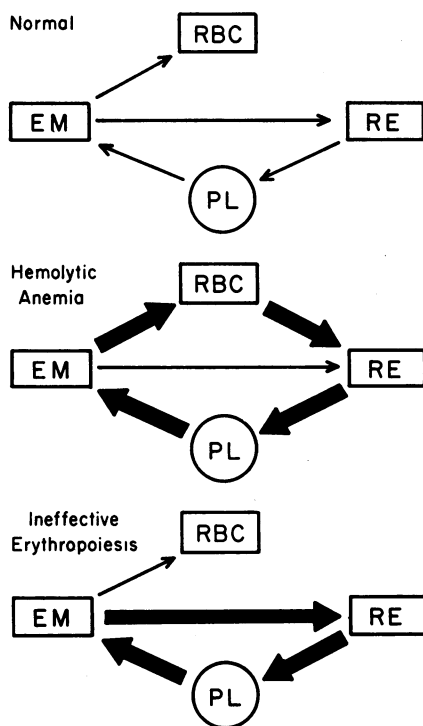 Normal
RBC
EM
RE
PL
Hemolytic
Anemia
RBC
EM
RE
PL
Ineffective
Erythropoiesis
RBC
EM
RE
PL